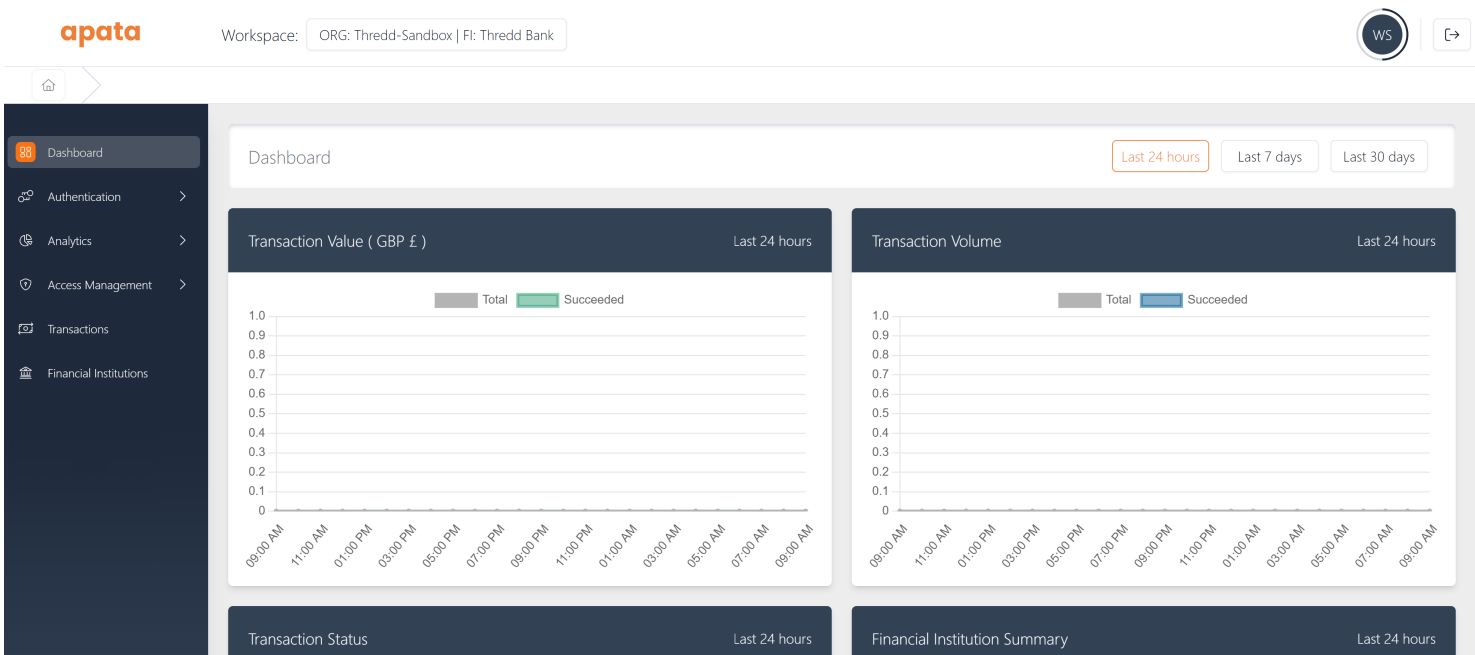 apata
Workspace: ORG: Thredd-Sandbox | FI: Thredd Bank
WS
Dashboard
Authentication
Analytics
Access Management
Transactions
Financial Institutions
Dashboard
Last 24 hours Last 7 days Last 30 days
Transaction Value ( GBP £ ) Last 24 hours
Total Succeeded
1.0
0.9
0.8
0.7
0.6
0.5
0.4
0.3
0.2
0.1
0
09:00 AM 11:00 AM 01:00 PM 03:00 PM 05:00 PM 07:00 PM 09:00 PM 11:00 PM 01:00 AM 03:00 AM 05:00 AM 07:00 AM 09:00 AM
Transaction Volume Last 24 hours
Total Succeeded
1.0
0.9
0.8
0.7
0.6
0.5
0.4
0.3
0.2
0.1
0
09:00 AM 11:00 AM 01:00 PM 03:00 PM 05:00 PM 07:00 PM 09:00 PM 11:00 PM 01:00 AM 03:00 AM 05:00 AM 07:00 AM 09:00 AM
Transaction Status Last 24 hours
Financial Institution Summary Last 24 hours